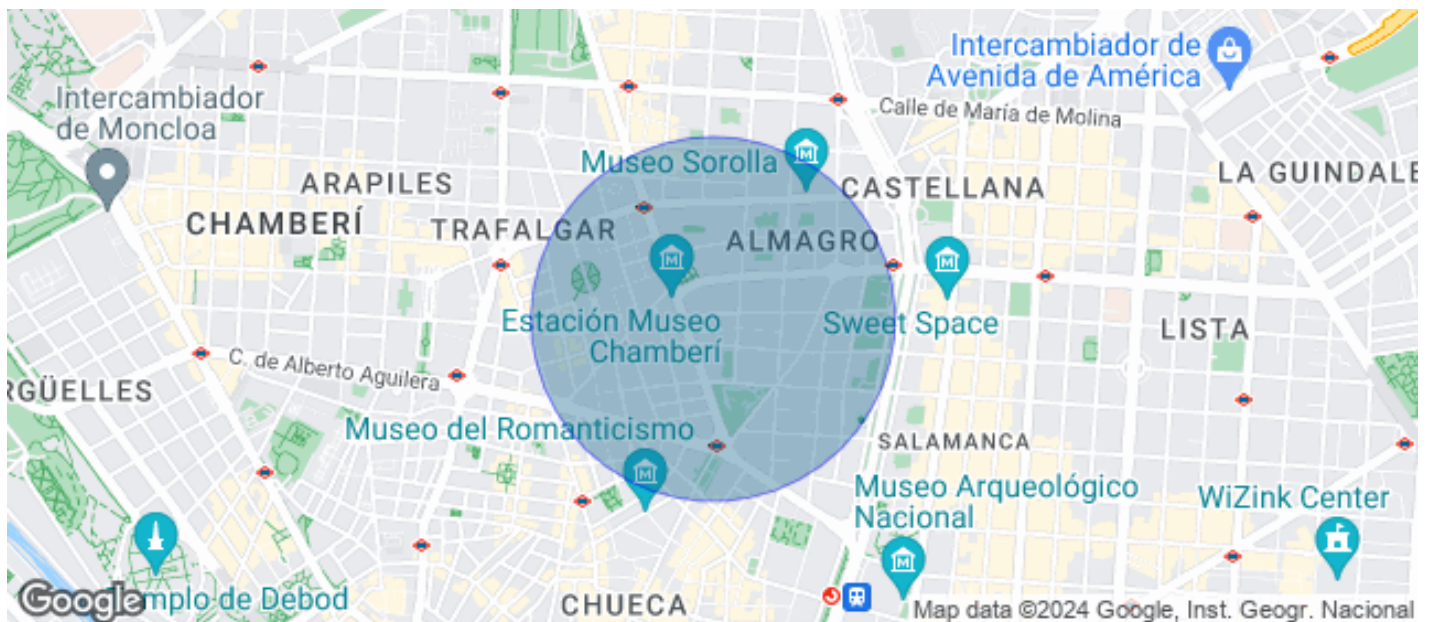 Intercambiador de
Avenida de América
Calle de María de Molina
Intercambiador
de Moncloa
Museo Sorolla
LA GUINDALE
ARAPILES
CASTELLANA
CHAMBERÍ
TRAFALGAR
ALMAGRO
Estación Museo
Chamberí
Sweet Space
LISTA
C. de Alberto Aguilera
RGÜELLES
Museo del Romanticismo
SALAMANCA
Museo Arqueológico
Nacional
WiZink Center
Google
mplo de Debod
CHUECA
Map data ©2024 Google, Inst. Geogr. Nacional